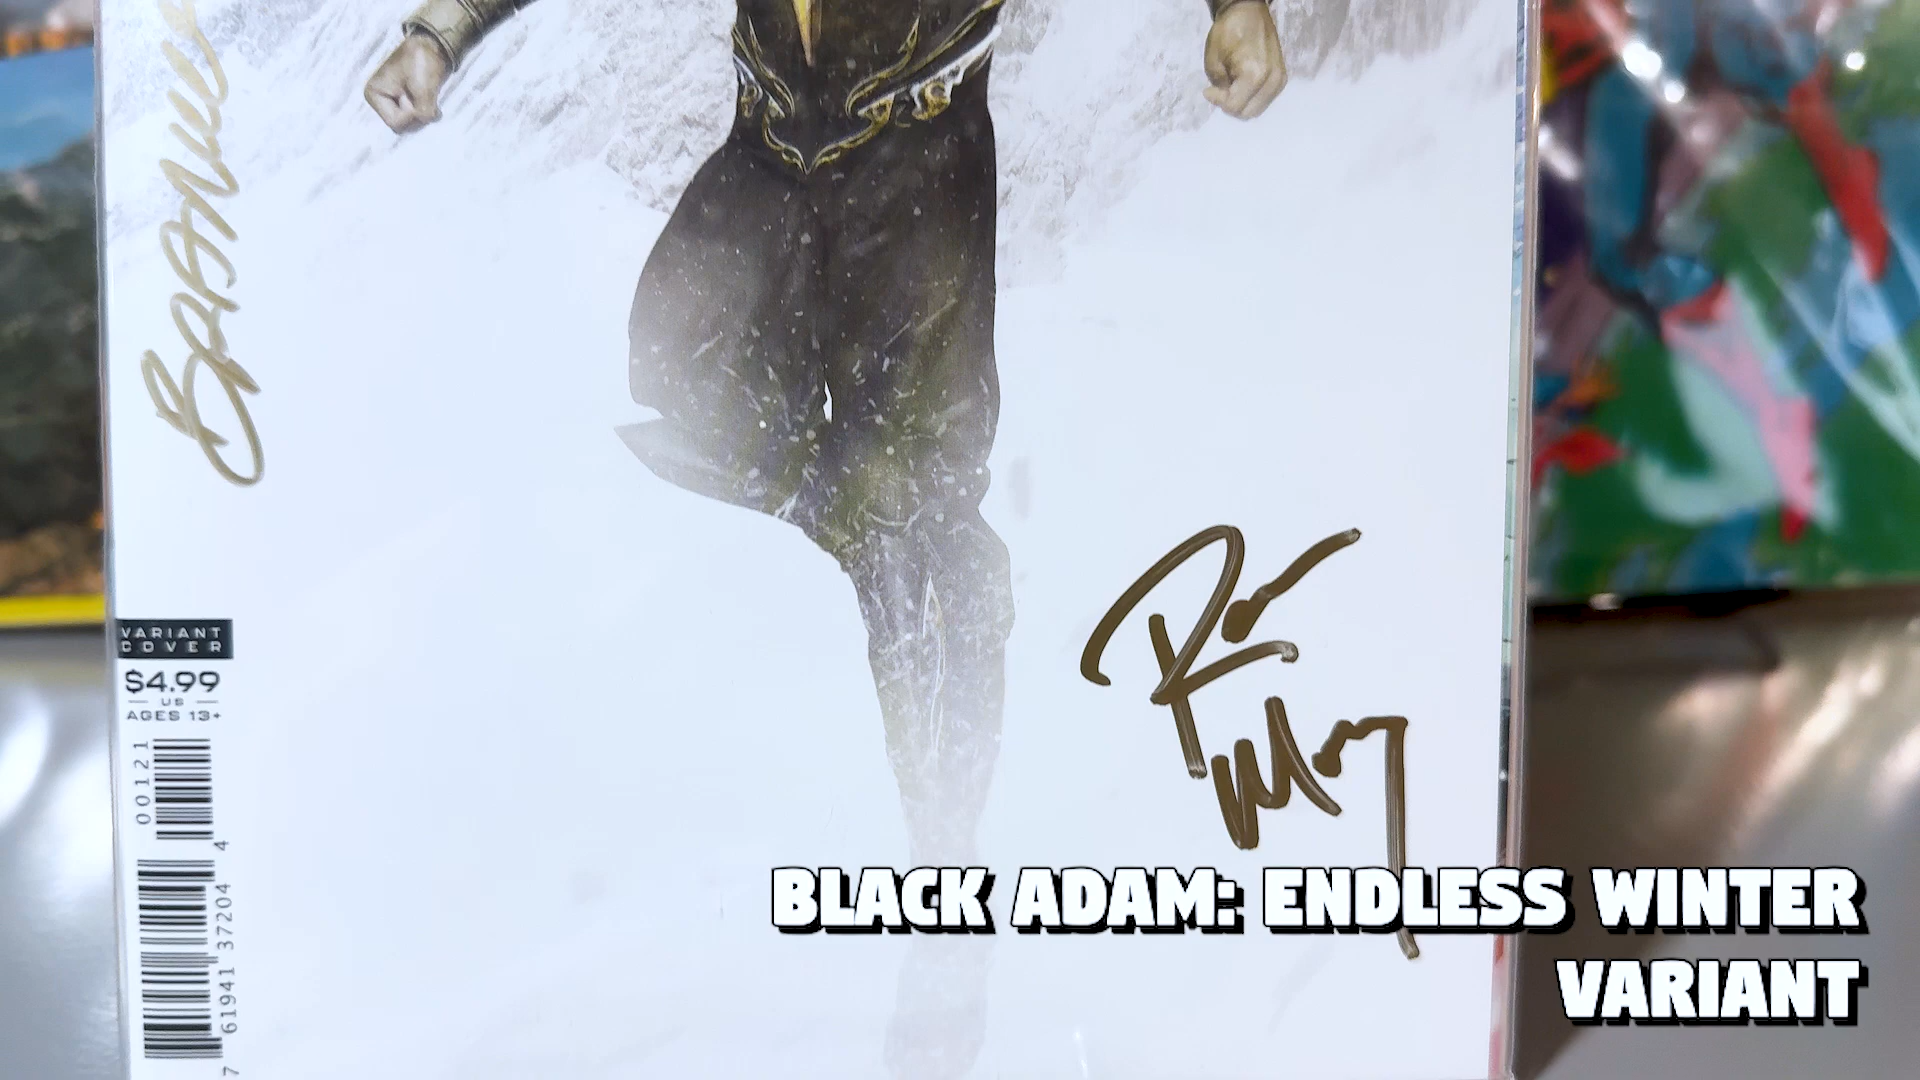 VARIANT
COVER
$4.99
US
AGES 13+
00121
7 61941 37204 4
BLACK ADAM: ENDLESS WINTER
VARIANT